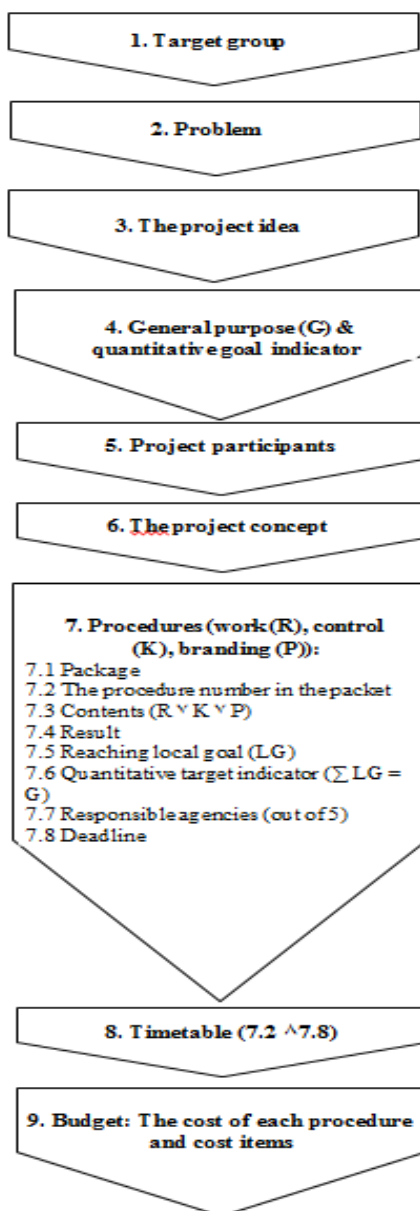 1. Target group
2. Problem
3. The project idea
4. General purpose (G) &
quantitative goal indicator
5. Project participants
6. The project concept
7. Procedures (work (R), control
(K), branding (P)):
7.1 Package
7.2 The procedure number in the packet
7.3 Contents (R ˅ K ˅ P)
7.4 Result
7.5 Reaching local goal (LG)
7.6 Quantitative target indicator (∑ LG =
G)
7.7 Responsible agencies (out of 5)
7.8 Deadline
8. Timetable (7.2 ^7.8)
9. Budget: The cost of each procedure
and cost items